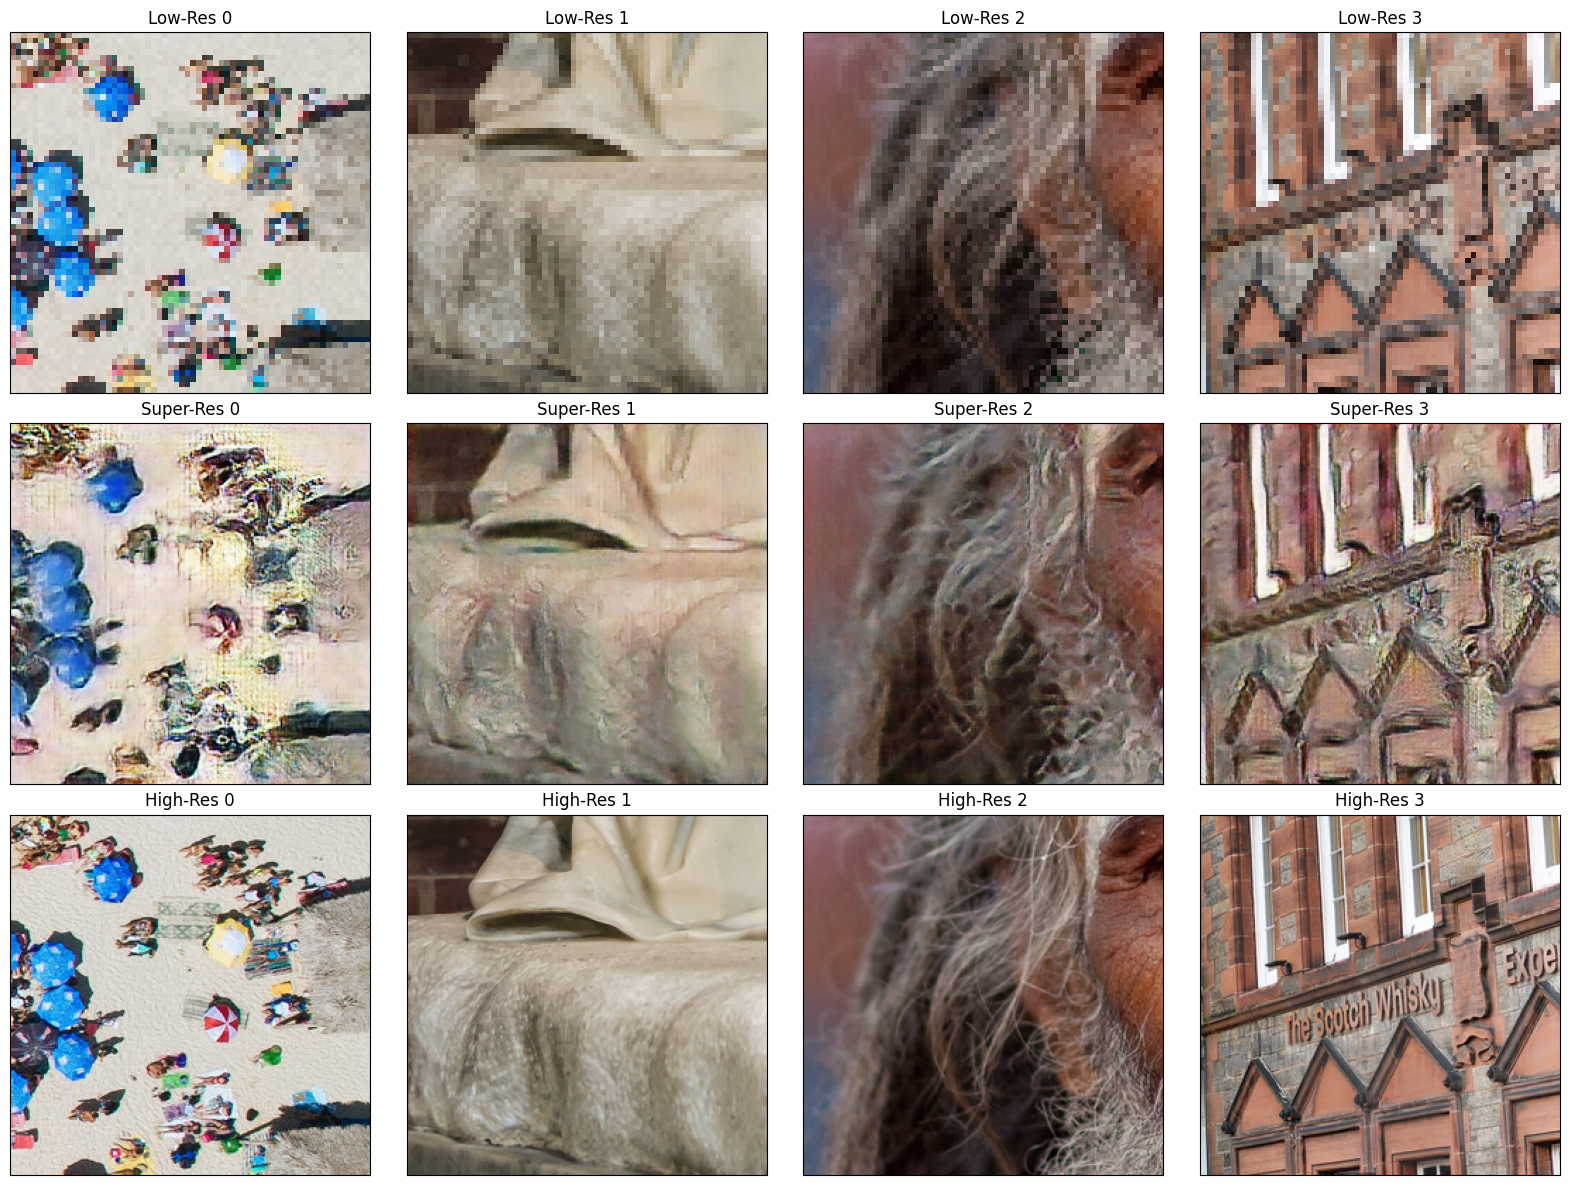 Low-Res 0
Low-Res 1
Low-Res 2
Low-Res 3
Super-Res 0
Super-Res 1
Super-Res 2
Super-Res 3
High-Res 0
High-Res 1
High-Res 2
High-Res 3
The Scotch Whisky
Expe